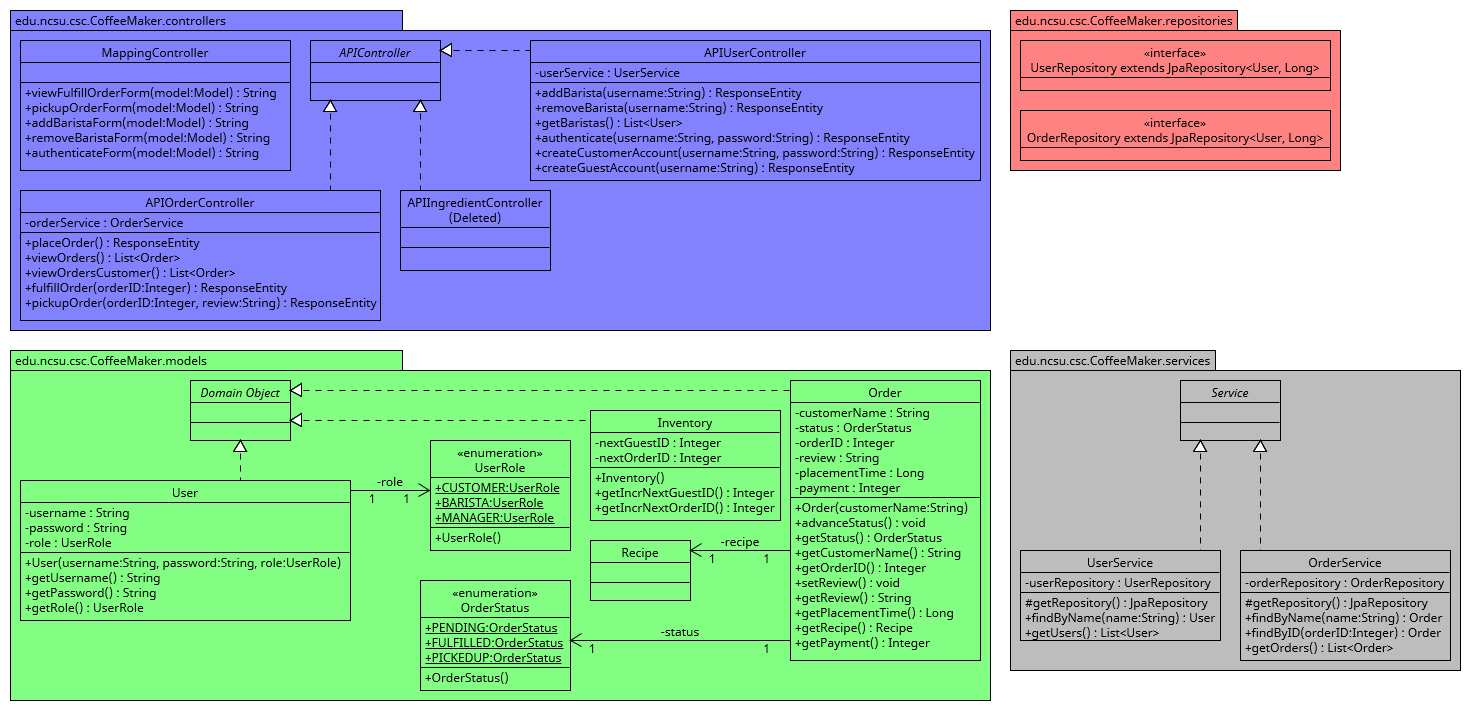 edu.ncsu.csc.CoffeeMaker.controllers
MappingController
+viewFulfillOrderForm(model:Model) : String
+pickupOrderForm(model:Model) : String
+addBaristaForm(model:Model) : String
+removeBaristaForm(model:Model) : String
+authenticateForm(model:Model) : String
APIController
APIUserController
-userService : UserService
+addBarista(username:String) : ResponseEntity
+removeBarista(username:String) : ResponseEntity
+getBaristas() : List<User>
+authenticate(username:String, password:String) : ResponseEntity
+createCustomerAccount(username:String, password:String) : ResponseEntity
+createGuestAccount(username:String) : ResponseEntity
APIOrderController
-orderService : OrderService
+placeOrder() : ResponseEntity
+viewOrders() : List<Order>
+viewOrdersCustomer() : List<Order>
+fulfillOrder(orderID:Integer) : ResponseEntity
+pickupOrder(orderID:Integer, review:String) : ResponseEntity
APIIngredientController
(Deleted)
edu.ncsu.csc.CoffeeMaker.repositories
«interface»
UserRepository extends JpaRepository<User, Long>
«interface»
OrderRepository extends JpaRepository<User, Long>
edu.ncsu.csc.CoffeeMaker.models
Domain Object
User
-username : String
-password : String
-role : UserRole
+User(username:String, password:String, role:UserRole)
+getUsername() : String
+getPassword() : String
+getRole() : UserRole
-role
1 1
«enumeration»
UserRole
+CUSTOMER:UserRole
+BARISTA:UserRole
+MANAGER:UserRole
+UserRole()
«enumeration»
OrderStatus
+PENDING:OrderStatus
+FULFILLED:OrderStatus
+PICKEDUP:OrderStatus
+OrderStatus()
Inventory
-nextGuestID : Integer
-nextOrderID : Integer
+Inventory()
+getIncrNextGuestID() : Integer
+getIncrNextOrderID() : Integer
Recipe
-recipe
1 1
-status
1 1
Order
-customerName : String
-status : OrderStatus
-orderID : Integer
-review : String
-placementTime : Long
-payment : Integer
+Order(customerName:String)
+advanceStatus() : void
+getStatus() : OrderStatus
+getCustomerName() : String
+getOrderID() : Integer
+setReview() : void
+getReview() : String
+getPlacementTime() : Long
+getRecipe() : Recipe
+getPayment() : Integer
edu.ncsu.csc.CoffeeMaker.services
Service
UserService
-userRepository : UserRepository
#getRepository() : JpaRepository
+findByName(name:String) : User
+getUsers() : List<User>
OrderService
-orderRepository : OrderRepository
#getRepository() : JpaRepository
+findByName(name:String) : Order
+findByID(orderID:Integer) : Order
+getOrders() : List<Order>